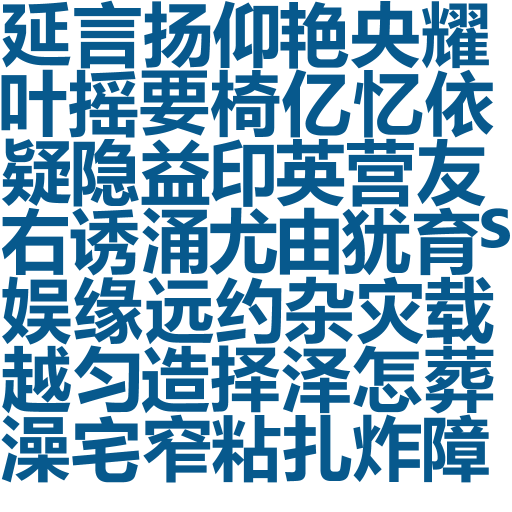 延言扬仰艳央耀
叶摇要椅亿忆依
疑隐益印英营友
右诱涌尤由犹育S
娱缘远约杂灾载
越匀造择泽怎葬
澡宅窄粘扎炸障